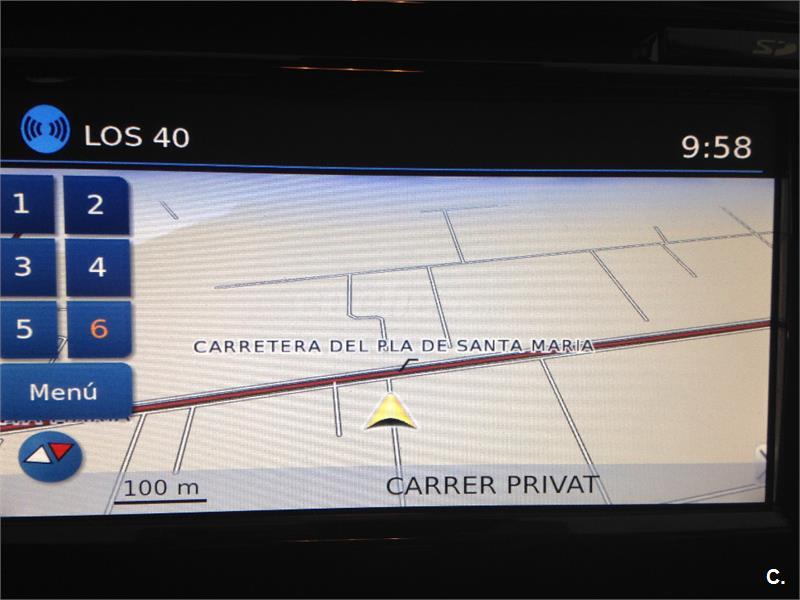 LOS 40
9:58
1 2
3 4
5 6
Menú
CARRETERA DEL PLA DE SANTA MARIA
100 m
CARRER PRIVAT
C.